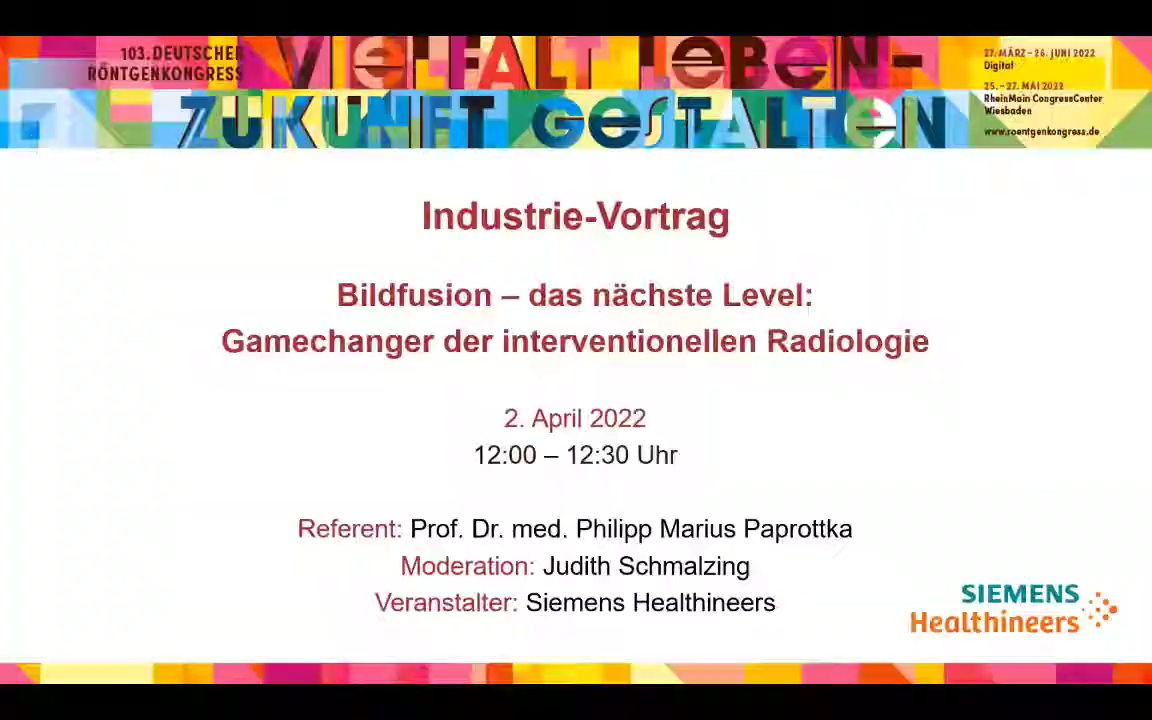 103. DEUTSCHER
RÖNTGENKONGRESS
VIELFALT LEBEN–
ZUKUNFT GESTALTEN
27. MÄRZ – 26. JUNI 2022
Digital
25. – 27. MAI 2022
RheinMain CongressCenter
Wiesbaden
www.roentgenkongress.de
Industrie-Vortrag
Bildfusion – das nächste Level:
Gamechanger der interventionellen Radiologie
2. April 2022
12:00 – 12:30 Uhr
Referent: Prof. Dr. med. Philipp Marius Paprottka
Moderation: Judith Schmalzing
Veranstalter: Siemens Healthineers
SIEMENS
Healthineers